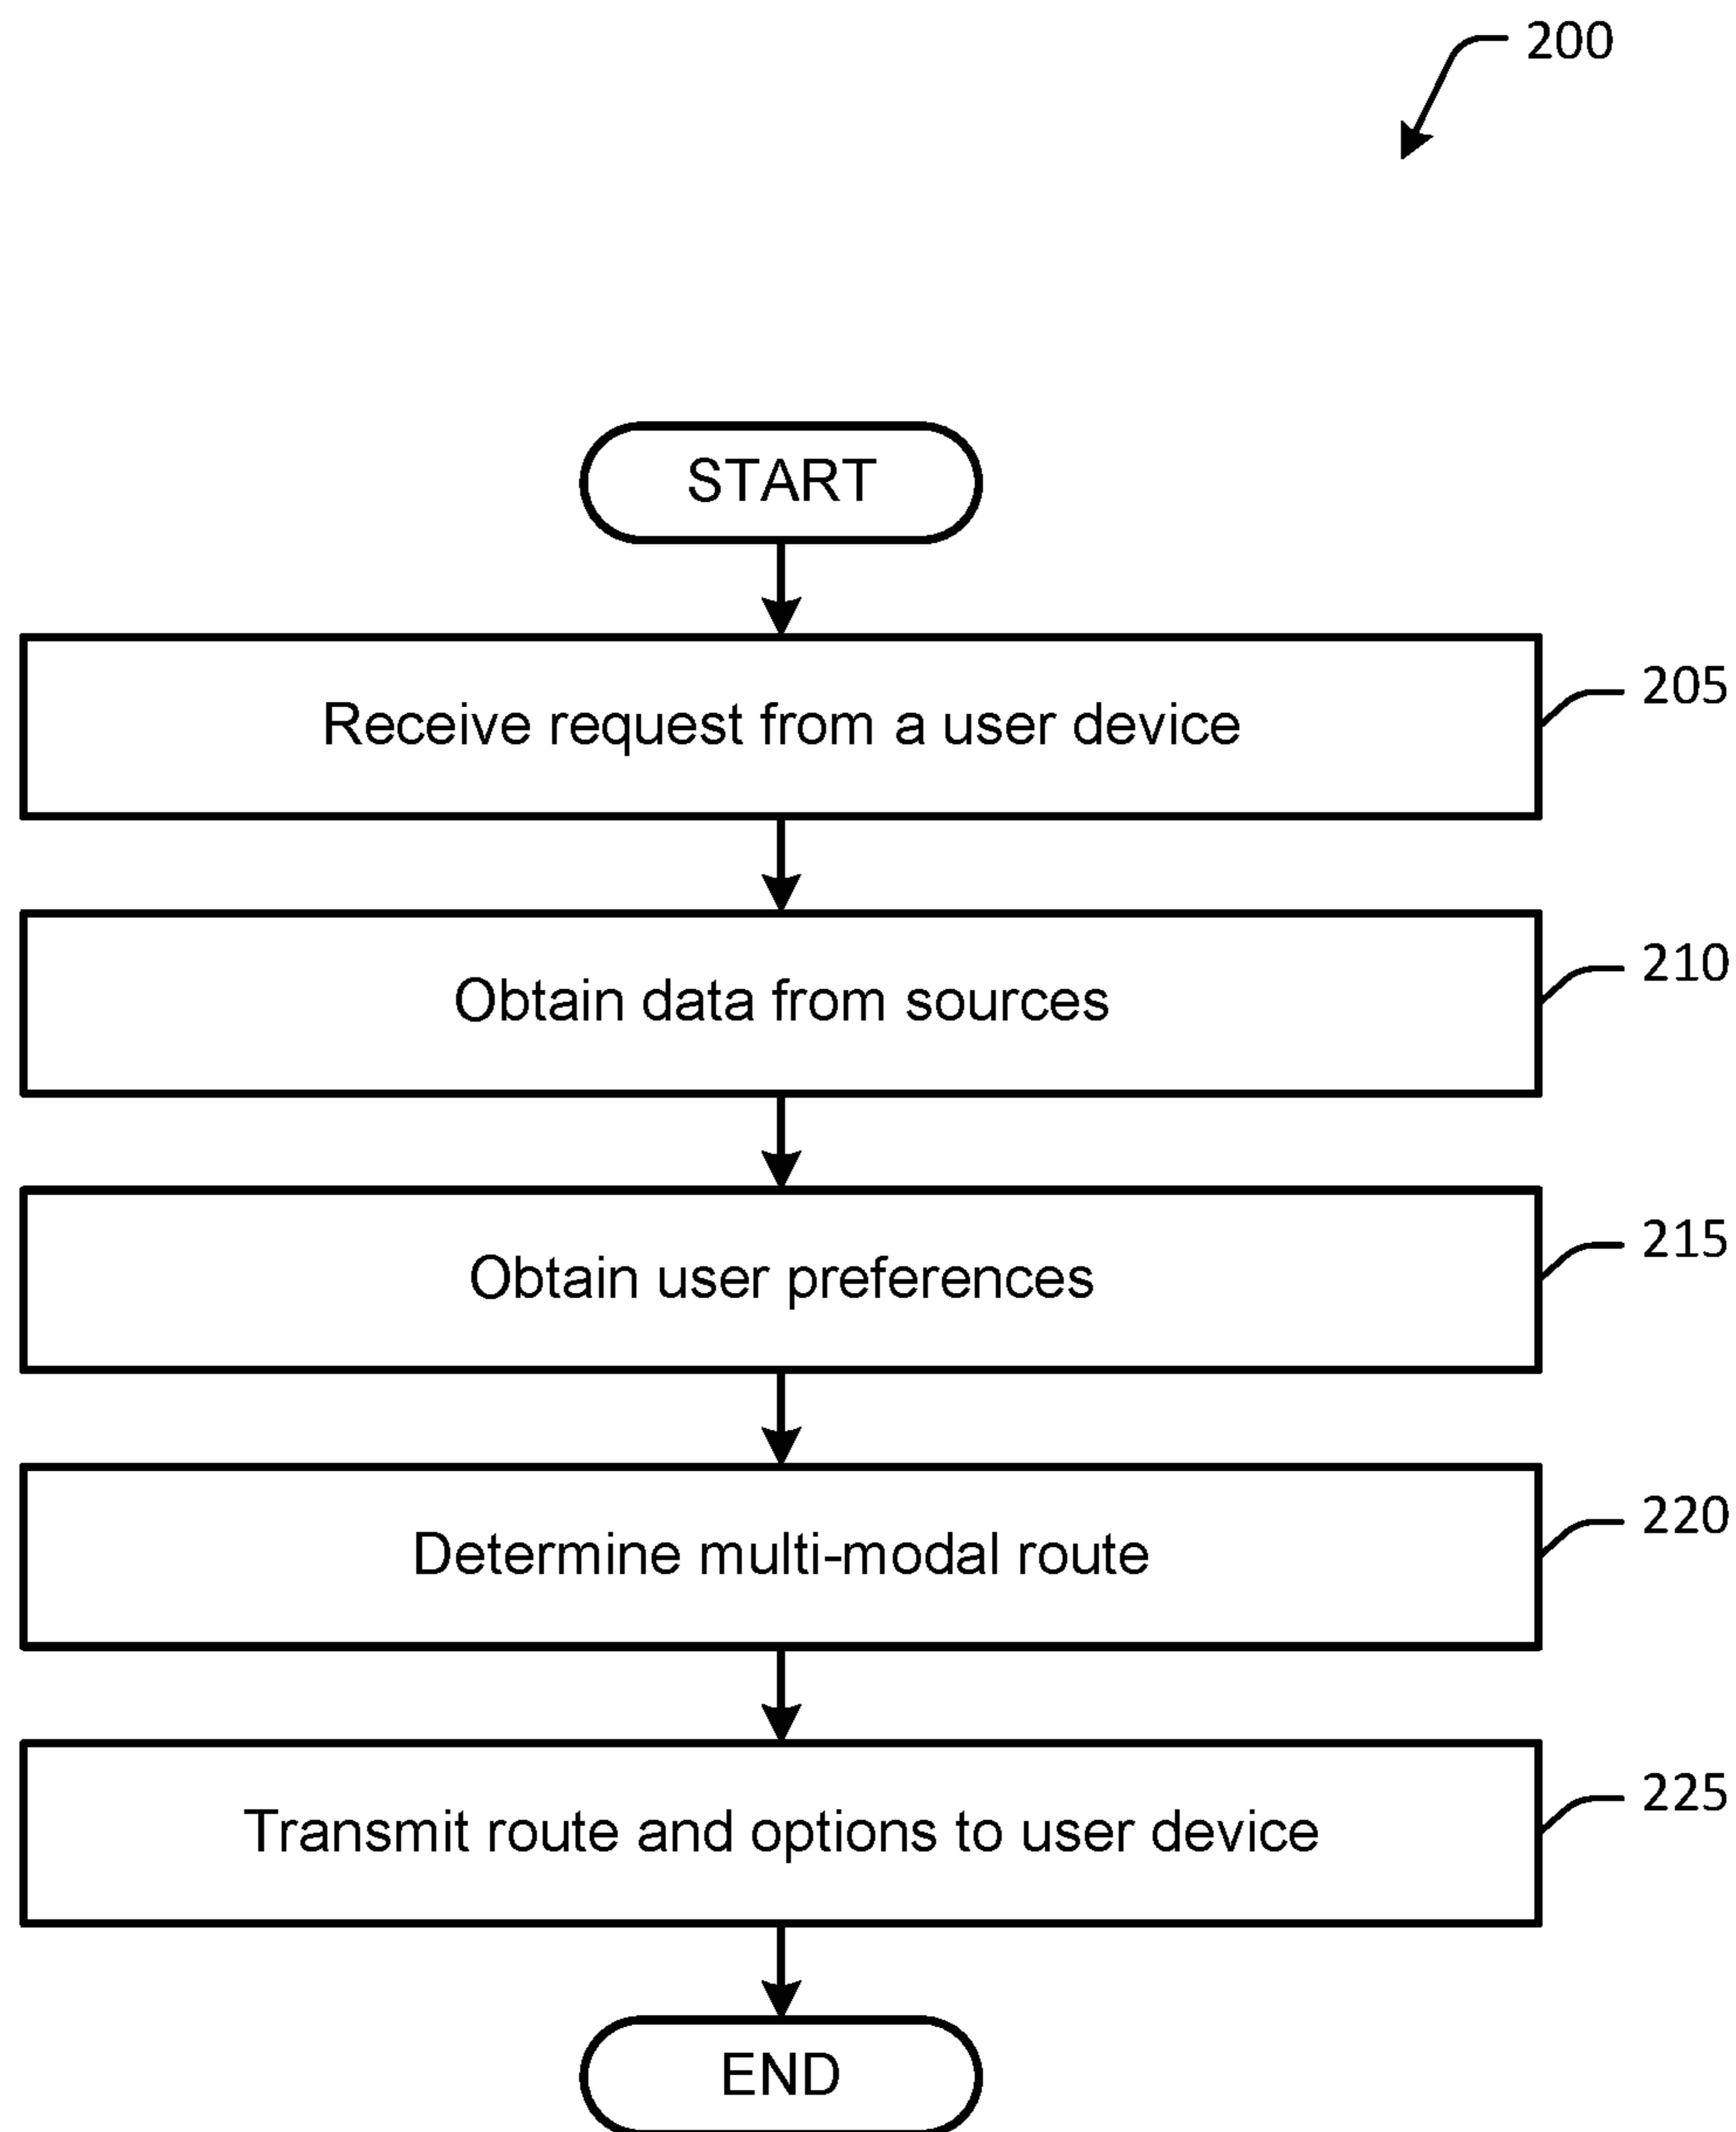 200
START
Receive request from a user device
205
Obtain data from sources
210
Obtain user preferences
215
Determine multi-modal route
220
Transmit route and options to user device
225
END